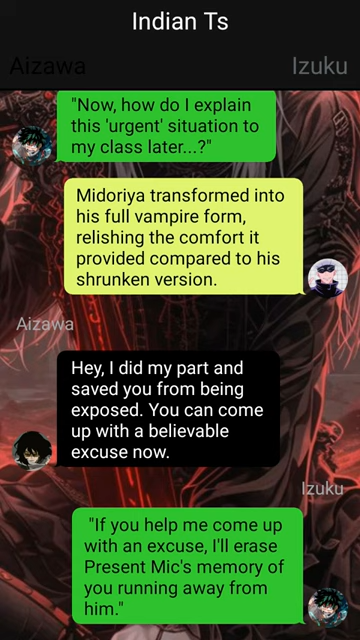 Indian Ts
Aizawa
Izuku
"Now, how do I explain
this 'urgent' situation to
my class later...?"
Midoriya transformed into
his full vampire form,
relishing the comfort it
provided compared to his
shrunken version.
Aizawa
Hey, I did my part and
saved you from being
exposed. You can come
up with a believable
excuse now.
Izuku
"If you help me come up
with an excuse, I'll erase
Present Mic's memory of
you running away from
him."